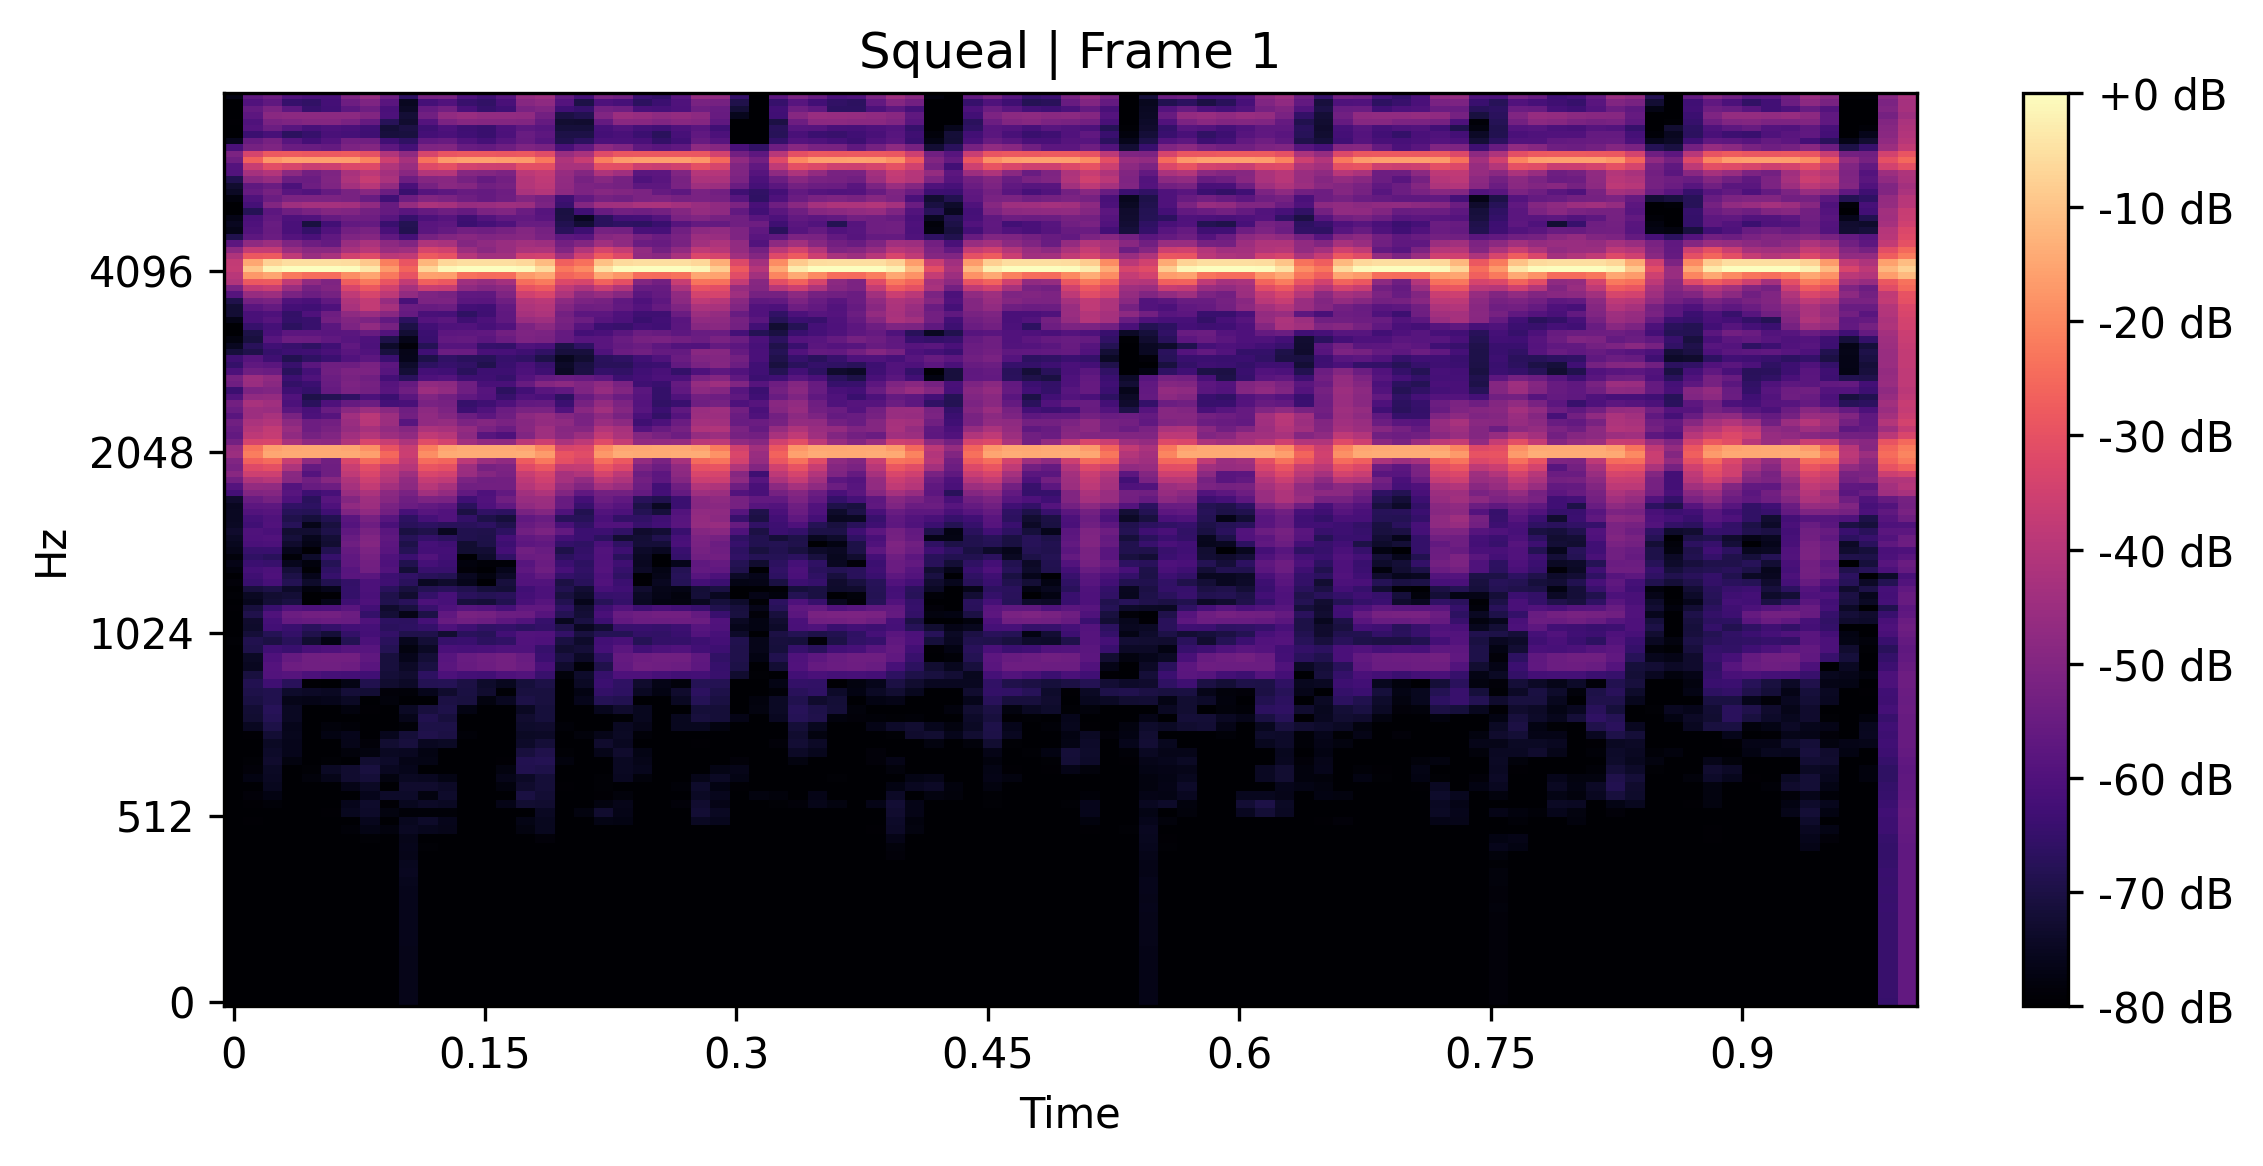 Squeal | Frame 1
Hz
4096
2048
1024
512
0
0 0.15 0.3 0.45 0.6 0.75 0.9
Time
+0 dB
-10 dB
-20 dB
-30 dB
-40 dB
-50 dB
-60 dB
-70 dB
-80 dB